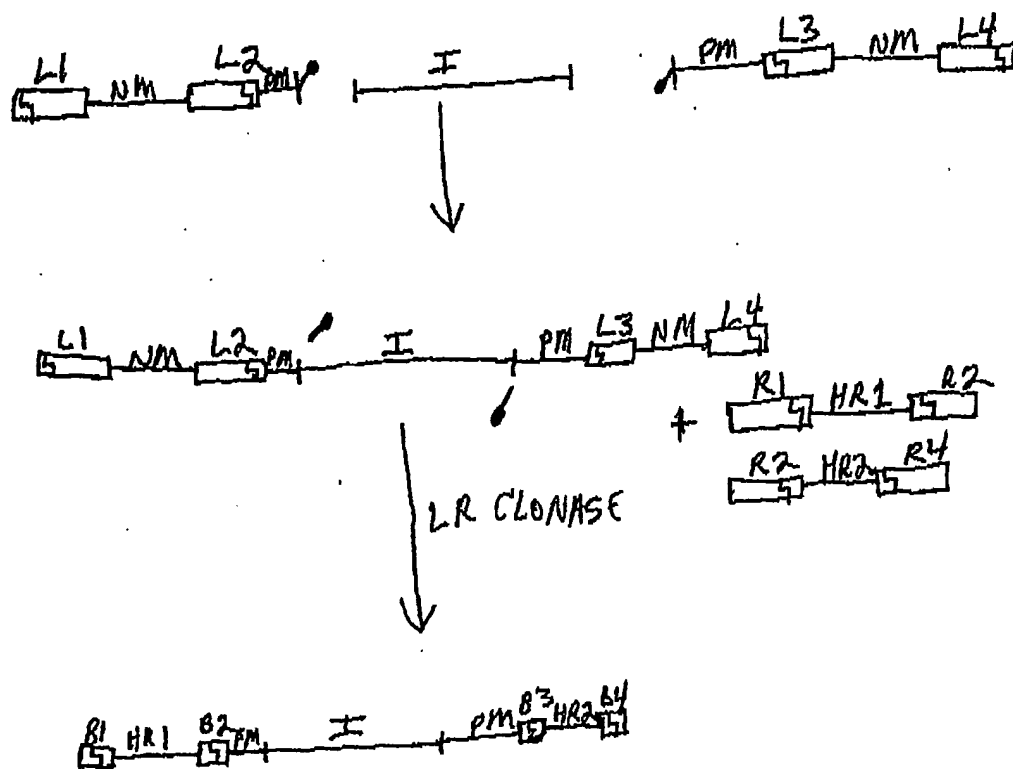 L1 NM L2 PM I PM L3 NM L4
L1 NM L2 PM I PM L3 NM L4
+ R1 HR1 R2
R2 HR2 R4
LR CLONASE
B1 HR1 B2 PM I PM B3 HR2 B4